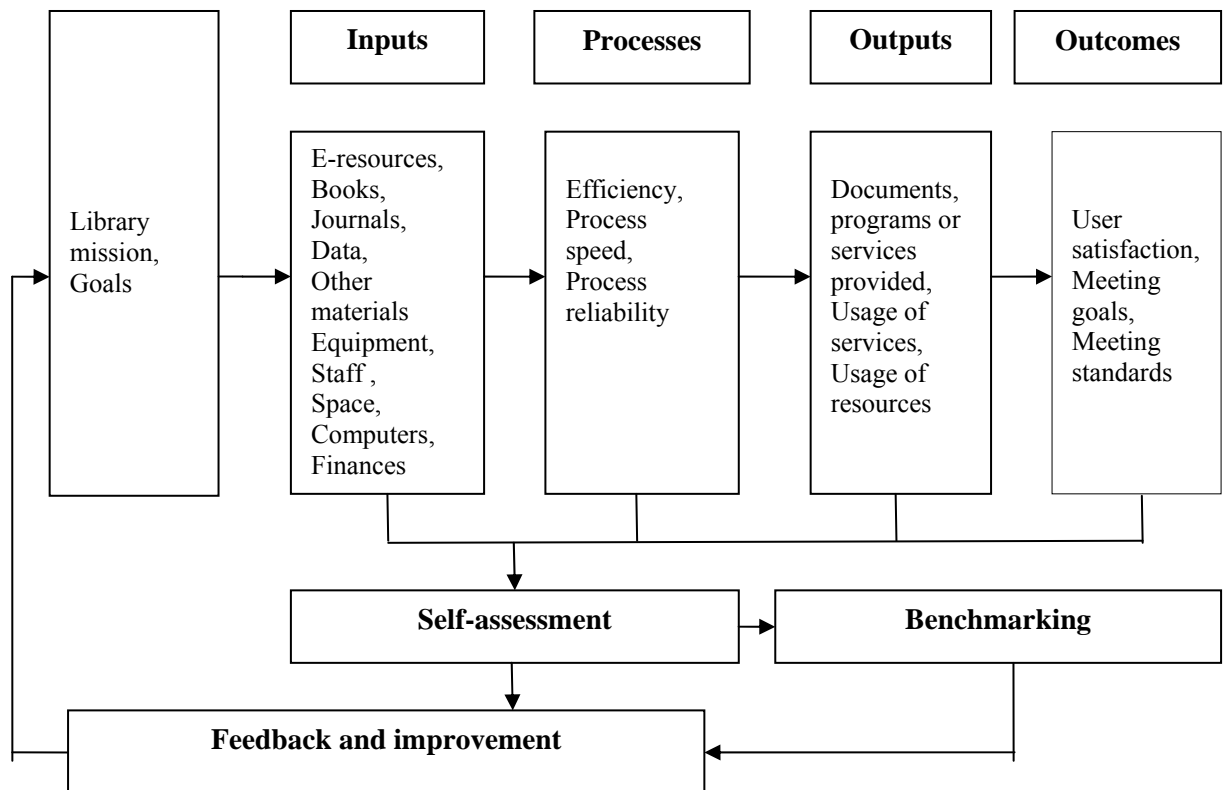 Inputs
Processes
Outputs
Outcomes
Library
mission,
Goals
E-resources,
Books,
Journals,
Data,
Other
materials
Equipment,
Staff ,
Space,
Computers,
Finances
Efficiency,
Process
speed,
Process
reliability
Documents,
programs or
services
provided,
Usage of
services,
Usage of
resources
User
satisfaction,
Meeting
goals,
Meeting
standards
Self-assessment
Benchmarking
Feedback and improvement